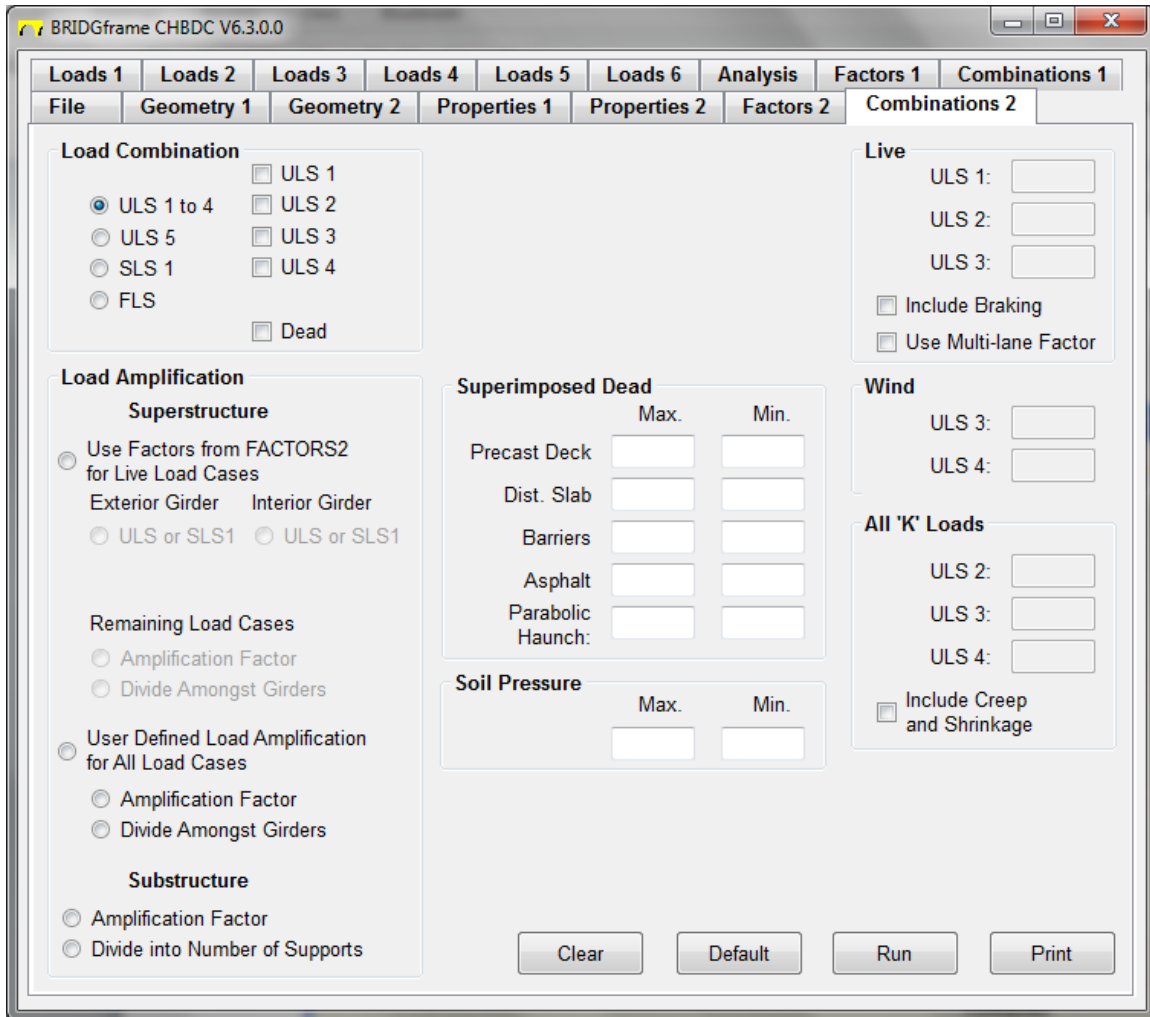 BRIDGframe CHBDC V6.3.0.0
Loads 1 Loads 2 Loads 3 Loads 4 Loads 5 Loads 6 Analysis Factors 1 Combinations 1
File Geometry 1 Geometry 2 Properties 1 Properties 2 Factors 2 Combinations 2
Load Combination
ULS 1 to 4
ULS 5
SLS 1
FLS
ULS 1
ULS 2
ULS 3
ULS 4
Dead
Load Amplification
Superstructure
Use Factors from FACTORS2
for Live Load Cases
Exterior Girder Interior Girder
ULS or SLS1 ULS or SLS1
Remaining Load Cases
Amplification Factor
Divide Amongst Girders
User Defined Load Amplification
for All Load Cases
Amplification Factor
Divide Amongst Girders
Substructure
Amplification Factor
Divide into Number of Supports
Superimposed Dead
Max. Min.
Precast Deck
Dist. Slab
Barriers
Asphalt
Parabolic
Haunch:
Soil Pressure
Max. Min.
Live
ULS 1:
ULS 2:
ULS 3:
Include Braking
Use Multi-lane Factor
Wind
ULS 3:
ULS 4:
All 'K' Loads
ULS 2:
ULS 3:
ULS 4:
Include Creep
and Shrinkage
Clear Default Run Print